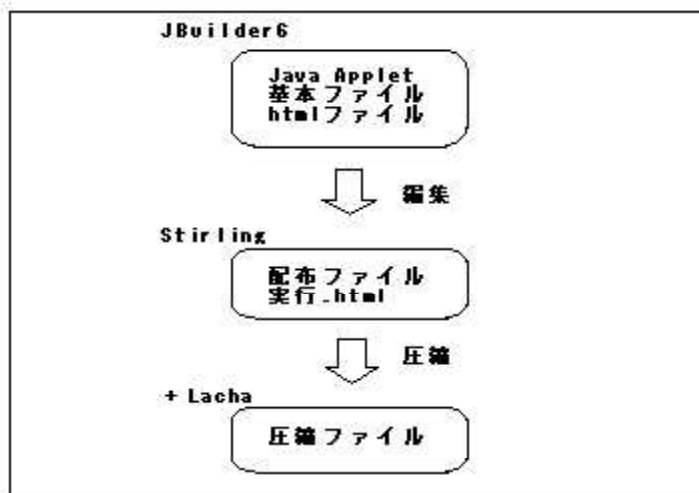 JBuilder6
Java Applet
基本ファイル
htmlファイル
編集
Stirling
配布ファイル
実行.html
圧縮
+Lacha
圧縮ファイル